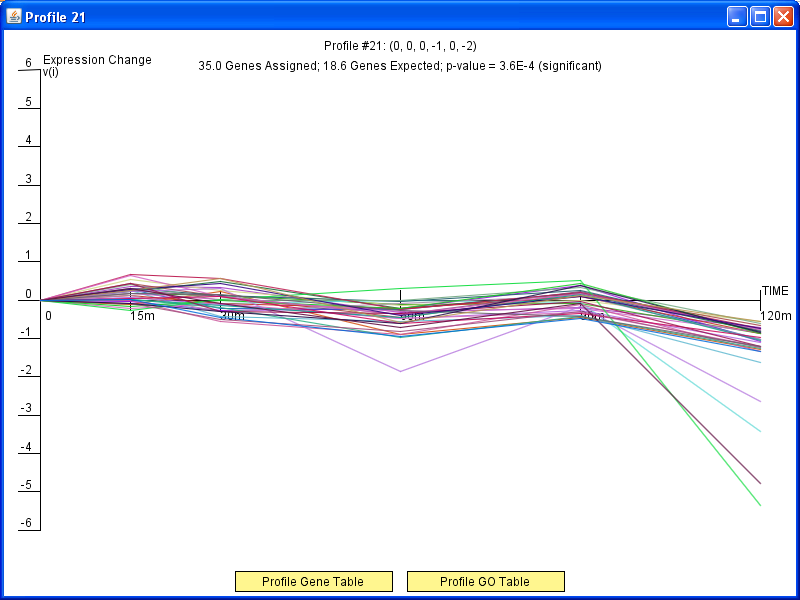 Profile 21
Profile #21: (0, 0, 0, -1, 0, -2)
35.0 Genes Assigned; 18.6 Genes Expected; p-value = 3.6E-4 (significant)
Expression Change
v(i)
6
5
4
3
2
1
0
-1
-2
-3
-4
-5
-6
TIME
0
15m
30m
120m
Profile Gene Table
Profile GO Table